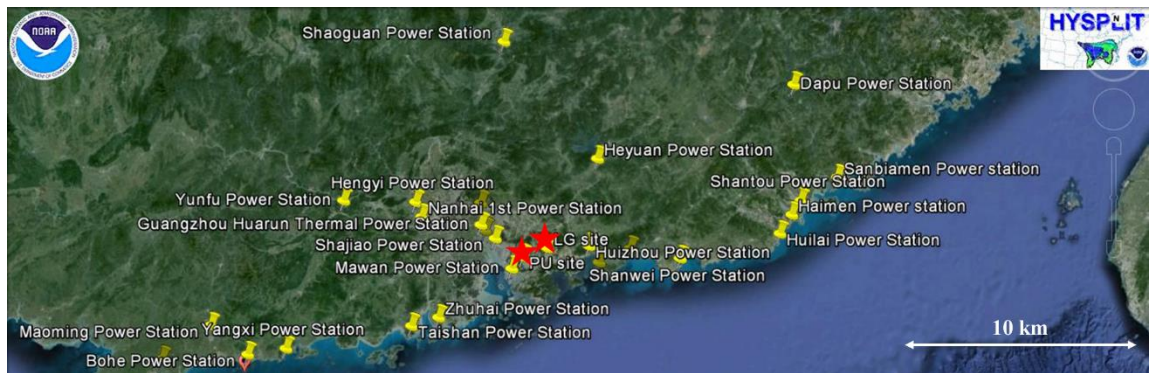 NOAA
HYSPLIT
N
Shaoguan Power Station
Dapu Power Station
Heyuan Power Station
Sanbiamen Power station
Hengyi Power Station
Shantou Power Station
Yunfu Power Station
Nanhai 1st Power Station
Haimen Power station
Guangzhou Huarun Thermal Power Station
Shajiao Power Station
LG site
Huilai Power Station
Huizhou Power Station
Mawan Power Station
PU site
Shanwei Power Station
Zhuhai Power Station
Maoming Power Station
Yangxi Power Station
Taishan Power Station
10 km
Bohe Power Station